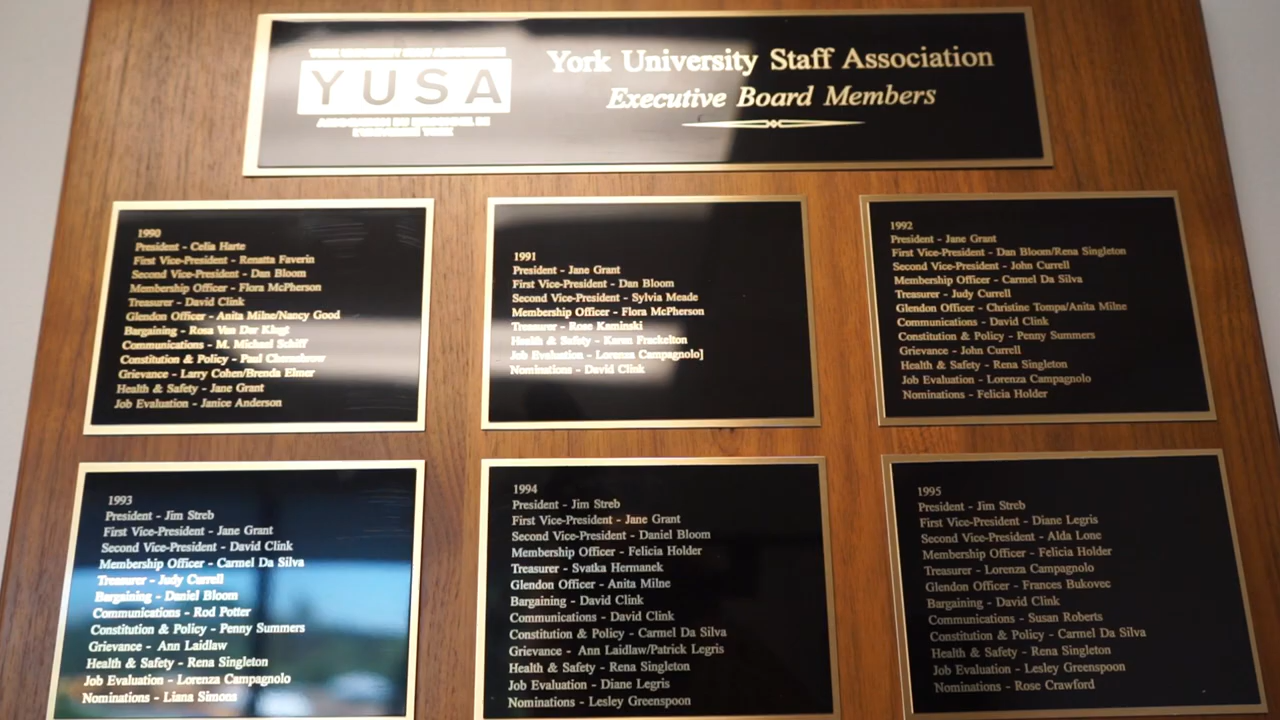 YUSA
York University Staff Association
Executive Board Members
1990
President - Celia Harte
First Vice-President - Renatta Faverin
Second Vice-President - Dan Bloom
Membership Officer - Flora McPherson
Treasurer - David Clink
Glendon Officer - Anita Milne/Nancy Good
Bargaining - Rosa Van Der Klugt
Communications - M. Michael Schiff
Constitution & Policy - Paul
Grievance - Larry Cohen/Brenda Elmer
Health & Safety - Jane Grant
Job Evaluation - Janice Anderson
1991
President - Jane Grant
First Vice-President - Dan Bloom
Second Vice-President - Sylvia Meade
Membership Officer - Flora McPherson
Treasurer - Rose Kaminski
Health & Safety - Karen Frackelton
Job Evaluation - Lorenza Campagnolo]
Nominations - David Clink
1992
President - Jane Grant
First Vice-President - Dan Bloom/Rena Singleton
Second Vice-President - John Currell
Membership Officer - Carmel Da Silva
Treasurer - Judy Currell
Glendon Officer - Christine Tompa/Anita Milne
Communications - David Clink
Constitution & Policy - Penny Summers
Grievance - John Currell
Health & Safety - Rena Singleton
Job Evaluation - Lorenza Campagnolo
Nominations - Felicia Holder
1993
President - Jim Streb
First Vice-President - Jane Grant
Second Vice-President - David Clink
Membership Officer - Carmel Da Silva
Treasurer - Judy Currell
Bargaining - Daniel Bloom
Communications - Rod Potter
Constitution & Policy - Penny Summers
Grievance - Ann Laidlaw
Health & Safety - Rena Singleton
Job Evaluation - Lorenza Campagnolo
Nominations - Liana Simons
1994
President - Jim Streb
First Vice-President - Jane Grant
Second Vice-President - Daniel Bloom
Membership Officer - Felicia Holder
Treasurer - Svatka Hermanek
Glendon Officer - Anita Milne
Bargaining - David Clink
Communications - David Clink
Constitution & Policy - Carmel Da Silva
Grievance - Ann Laidlaw/Patrick Legris
Health & Safety - Rena Singleton
Job Evaluation - Diane Legris
Nominations - Lesley Greenspoon
1995
President - Jim Streb
First Vice-President - Diane Legris
Second Vice-President - Alda Lone
Membership Officer - Felicia Holder
Treasurer - Lorenza Campagnolo
Glendon Officer - Frances Bukovec
Bargaining - David Clink
Communications - Susan Roberts
Constitution & Policy - Carmel Da Silva
Health & Safety - Rena Singleton
Job Evaluation - Lesley Greenspoon
Nominations - Rose Crawford